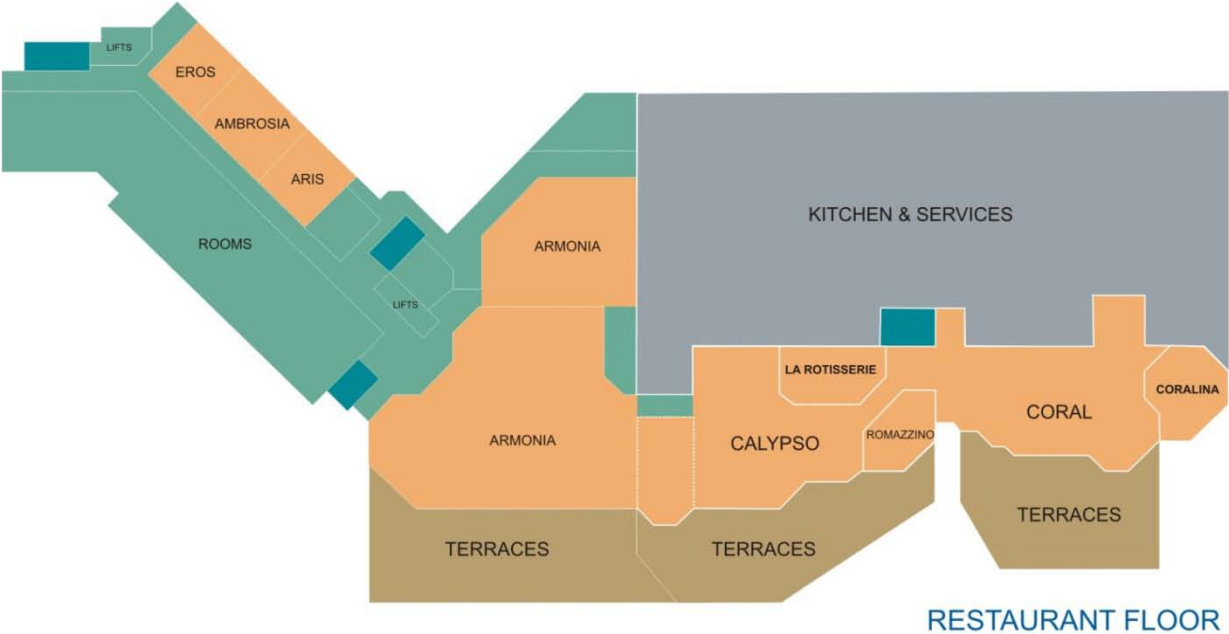 LIFTS
EROS
AMBROSIA
ARIS
ROOMS
LIFTS
ARMONIA
KITCHEN & SERVICES
LA ROTISSERIE
CORALINA
CORAL
ROMAZZINO
CALYPSO
ARMONIA
TERRACES
TERRACES
TERRACES
RESTAURANT FLOOR